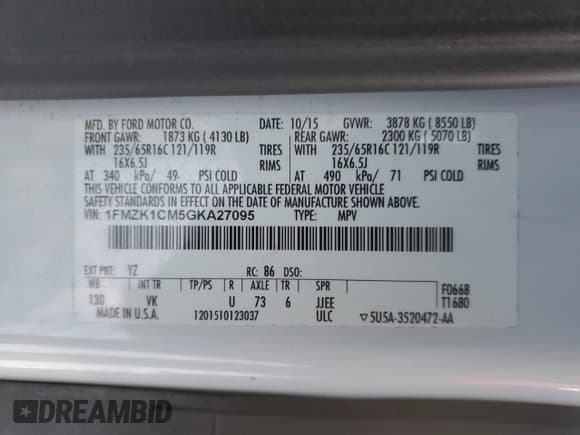 MFD. BY FORD MOTOR CO. DATE: 10/15 GVWR: 3878 KG ( 8550 LB)
FRONT GAWR: 1873 KG ( 4130 LB) REAR GAWR: 2300 KG ( 5070 LB)
WITH 235/65R16C 121/119R TIRES WITH 235/65R16C 121/119R TIRES
16X6.5J RIMS 16X6.5J RIMS
AT 340 kPa/ 49 PSI COLD AT 490 kPa/ 71 PSI COLD
THIS VEHICLE CONFORMS TO ALL APPLICABLE FEDERAL MOTOR VEHICLE
SAFETY STANDARDS IN EFFECT ON THE DATE OF MANUFACTURE SHOWN ABOVE.
VIN: 1FMZK1CM5GKA27095 TYPE: MPV
EXT PNT: YZ RC: 86 DSO:
WB INT TR TP/PS R AXLE TR SPR F0668
130 VK U 73 6 JJEE T1680
MADE IN U.S.A. 1201510123037 ULC ▽5U5A-3520472-AA
DREAMBID